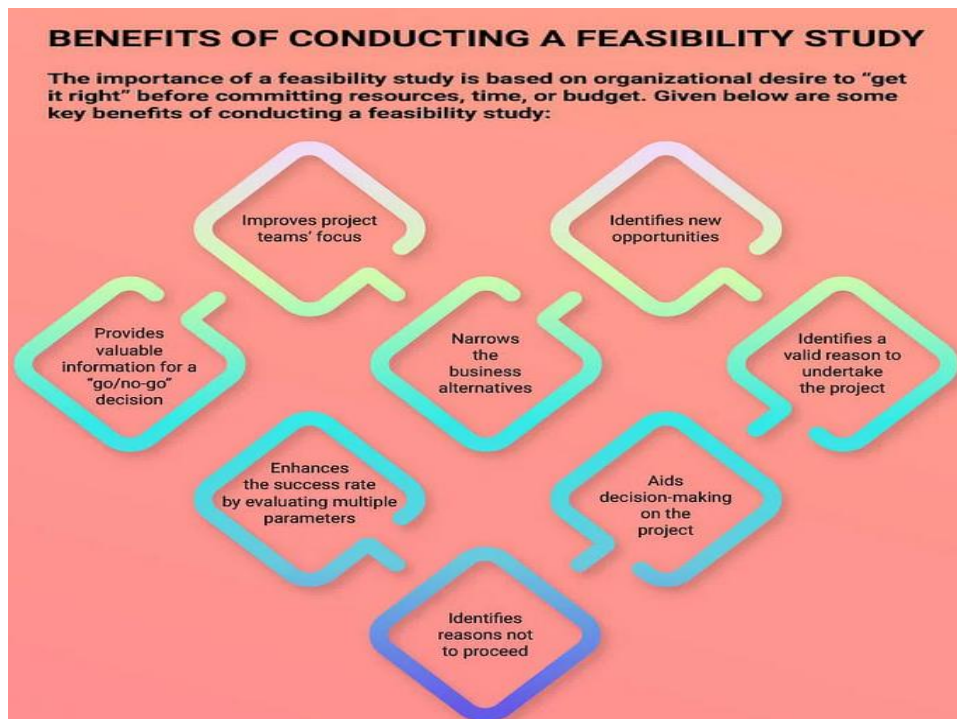 BENEFITS OF CONDUCTING A FEASIBILITY STUDY
The importance of a feasibility study is based on organizational desire to “get
it right” before committing resources, time, or budget. Given below are some
key benefits of conducting a feasibility study:
Improves project
teams’ focus
Identifies new
opportunities
Provides
valuable
information for a
“go/no-go”
decision
Narrows
the
business
alternatives
Identifies a
valid reason to
undertake
the project
Enhances
the success rate
by evaluating multiple
parameters
Aids
decision-making
on the
project
Identifies
reasons not
to proceed